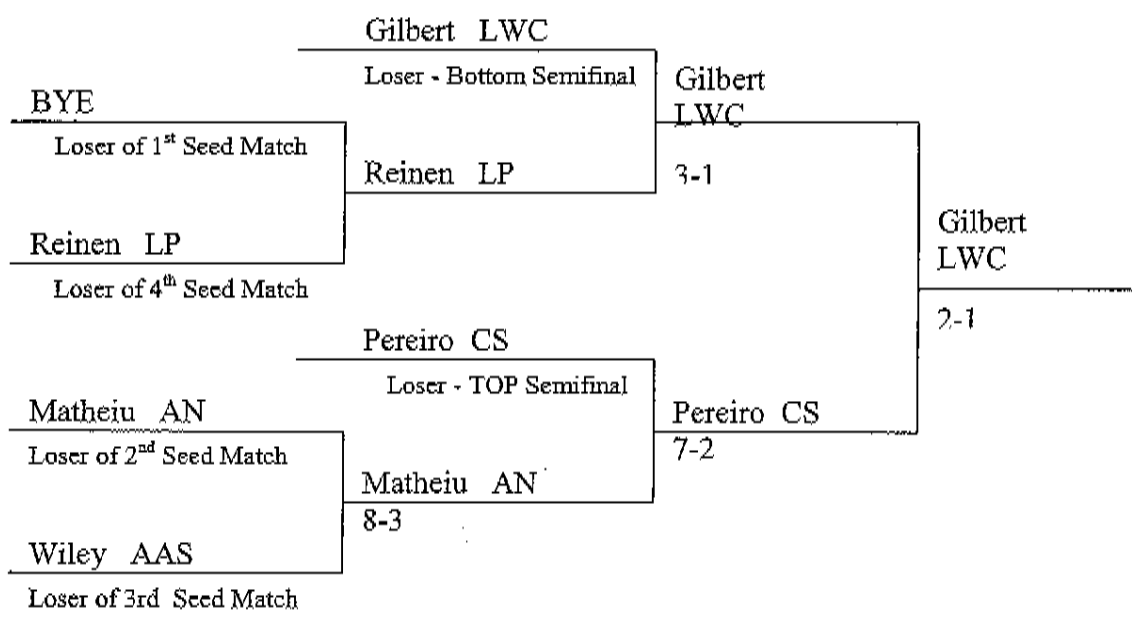 Gilbert LWC
Loser - Bottom Semifinal
Gilbert
LWC
BYE
Loser of 1st Seed Match
Reinen LP
3-1
Reinen LP
Loser of 4th Seed Match
Gilbert
LWC
2-1
Pereiro CS
Loser - TOP Semifinal
Matheiu AN
Loser of 2nd Seed Match
Pereiro CS
7-2
Matheiu AN
8-3
Wiley AAS
Loser of 3rd Seed Match